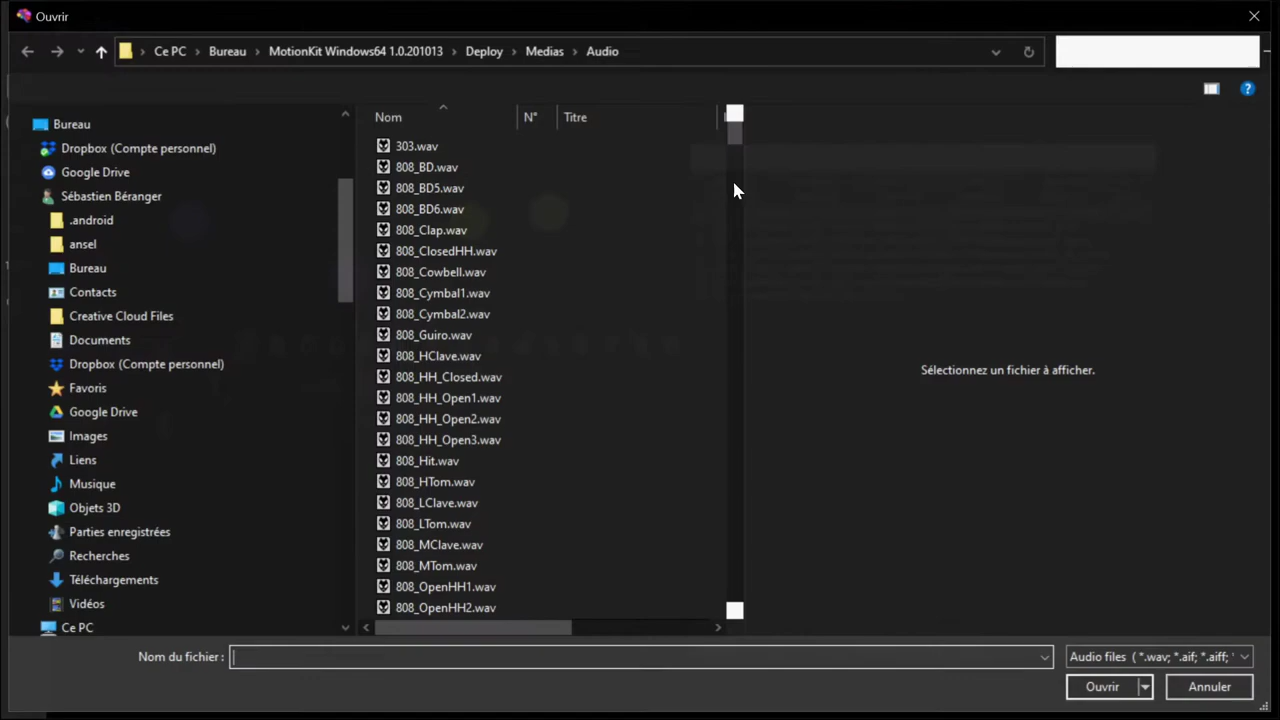 Ouvrir
Ce PC > Bureau > MotionKit Windows64 1.0.201013 > Deploy > Medias > Audio
Nom N° Titre
Bureau
Dropbox (Compte personnel)
Google Drive
Sébastien Béranger
.android
ansel
Bureau
Contacts
Creative Cloud Files
Documents
Dropbox (Compte personnel)
Favoris
Google Drive
Images
Liens
Musique
Objets 3D
Parties enregistrées
Recherches
Téléchargements
Vidéos
Ce PC
303.wav
808_BD.wav
808_BD5.wav
808_BD6.wav
808_Clap.wav
808_ClosedHH.wav
808_Cowbell.wav
808_Cymbal1.wav
808_Cymbal2.wav
808_Guiro.wav
808_HClave.wav
808_HH_Closed.wav
808_HH_Open1.wav
808_HH_Open2.wav
808_HH_Open3.wav
808_Hit.wav
808_HTom.wav
808_LClave.wav
808_LTom.wav
808_MClave.wav
808_MTom.wav
808_OpenHH1.wav
808_OpenHH2.wav
Sélectionnez un fichier à afficher.
Nom du fichier :
Audio files ( *.wav; *.aif; *.aiff;
Ouvrir
Annuler